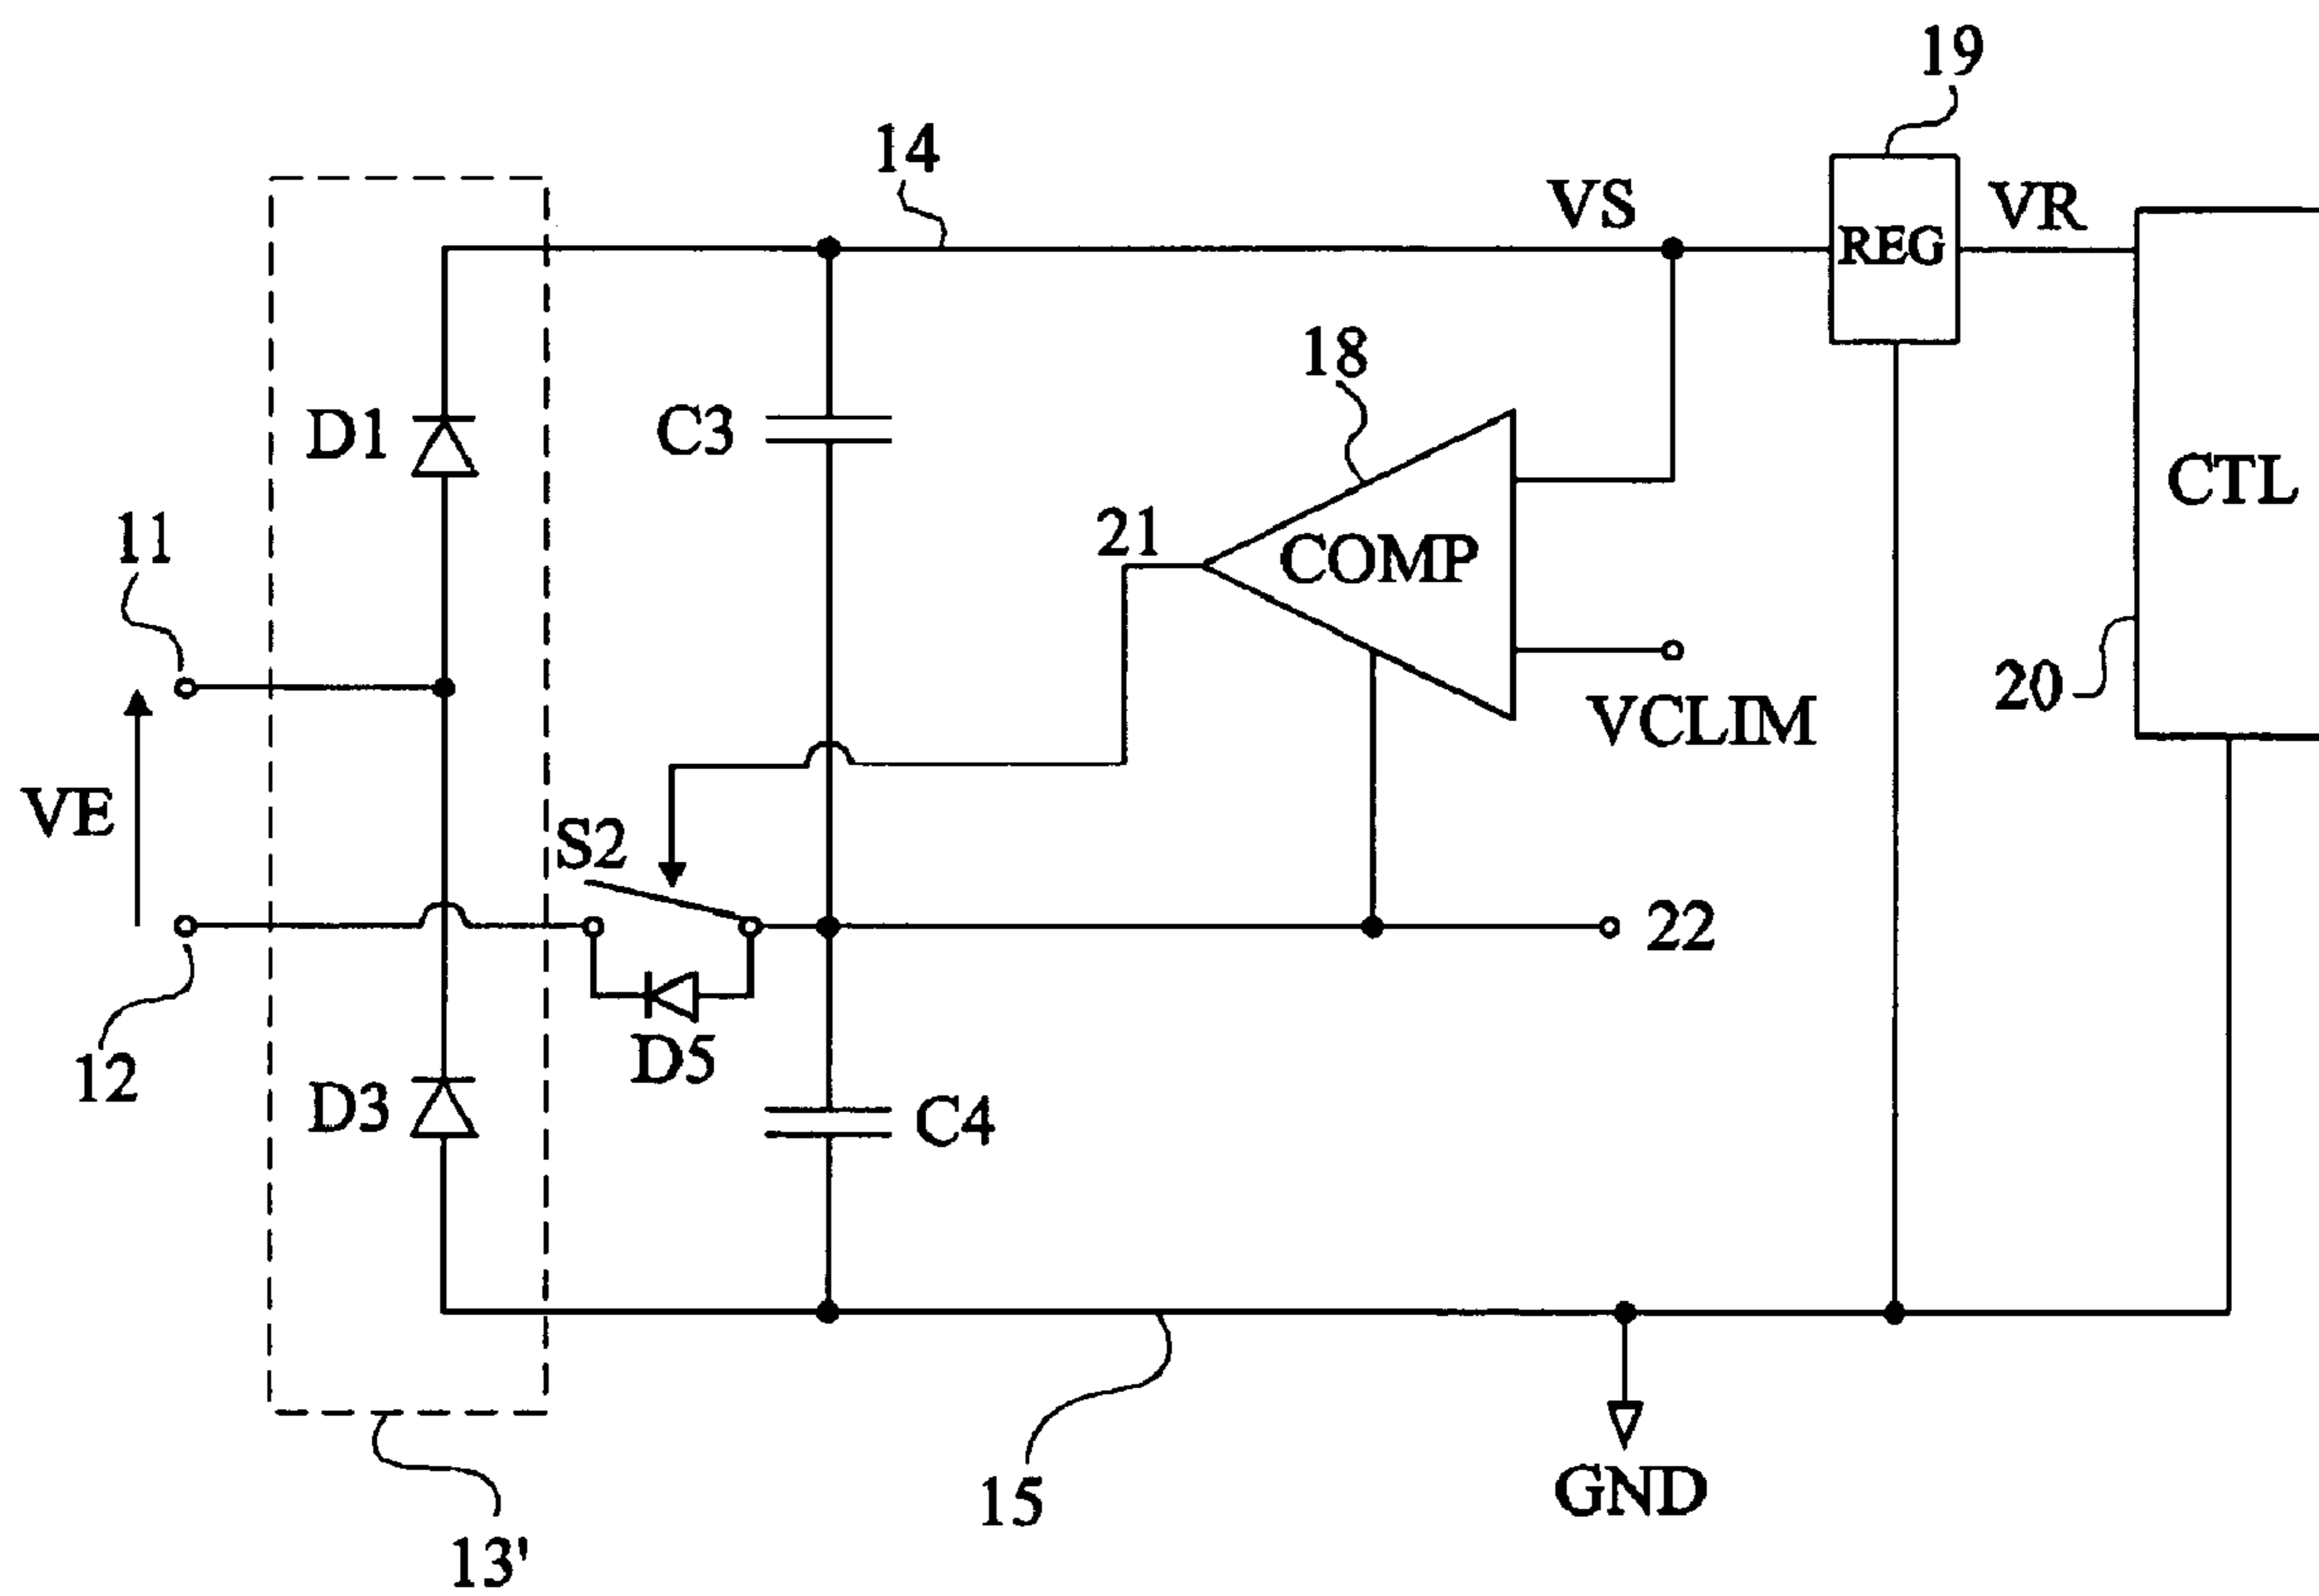 19
14
VS
VR
REG
18
D1
C3
CTL
11
21
COMP
20
VCLIM
VE
S2
22
D5
12
D3
C4
15
GND
13'